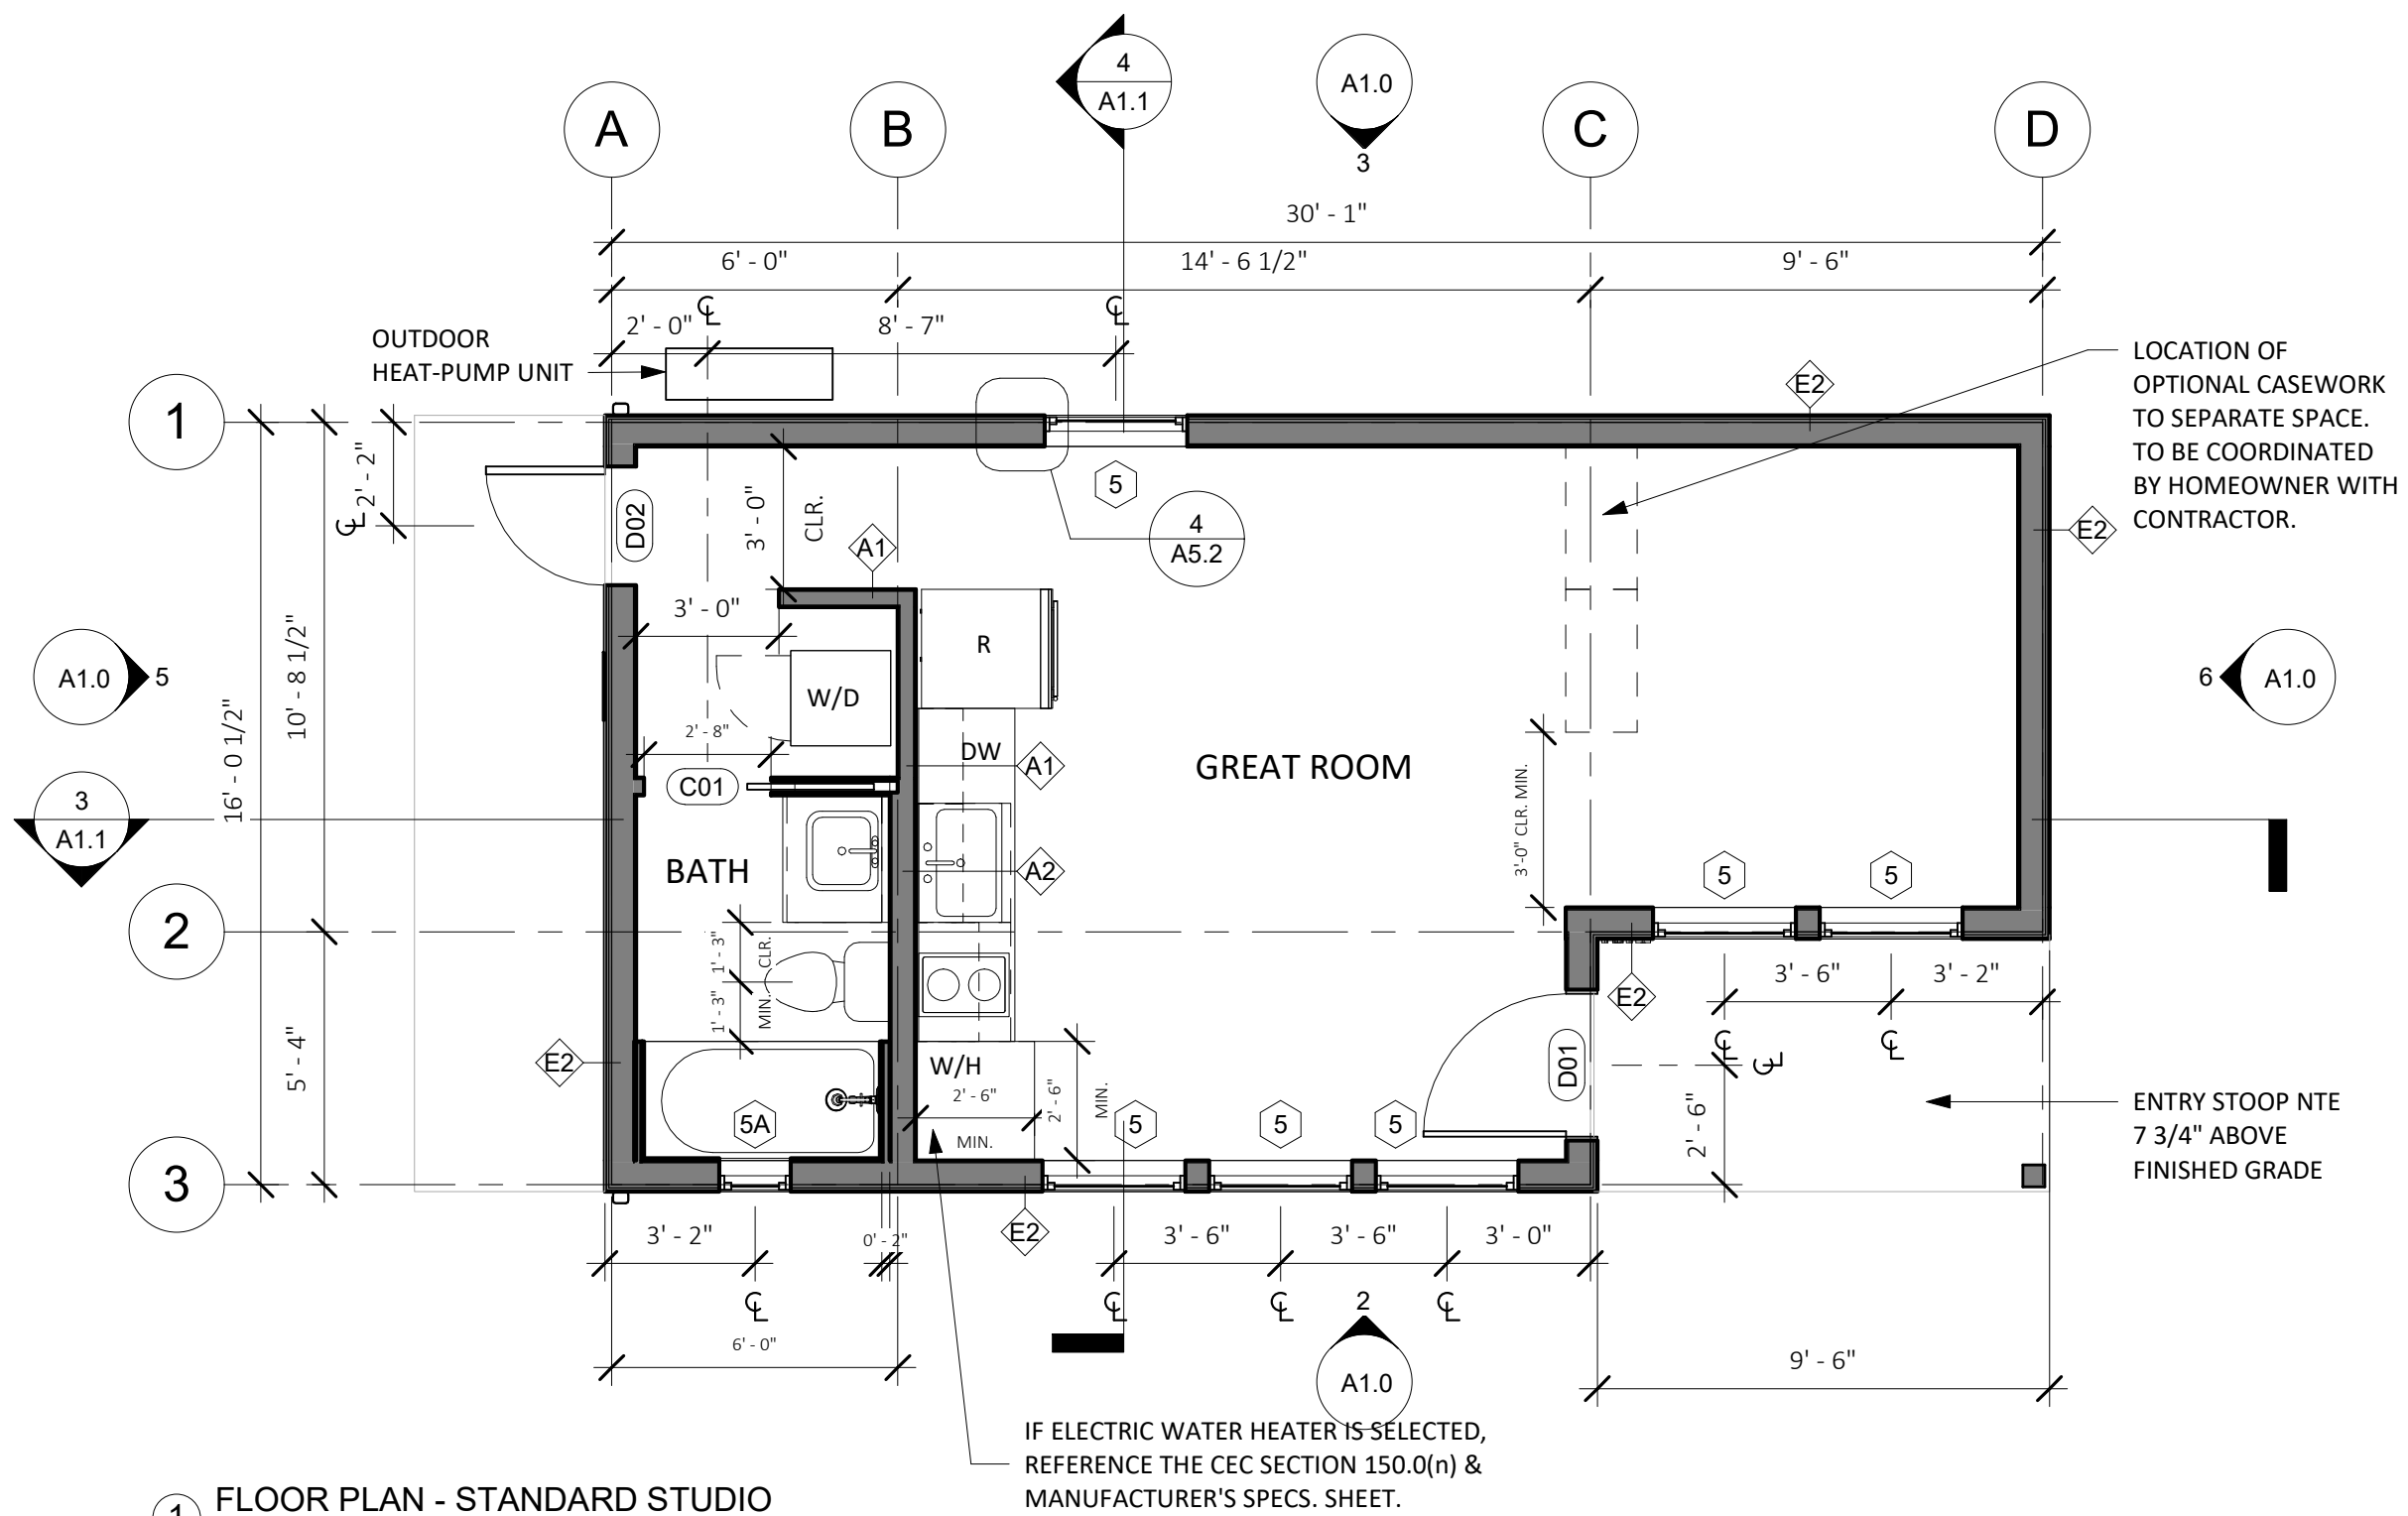 4
A1.1
A1.0
3
A
B
C
D
30' - 1"
6' - 0"
14' - 6 1/2"
9' - 6"
2' - 0"
8' - 7"
OUTDOOR
HEAT-PUMP UNIT
LOCATION OF
OPTIONAL CASEWORK
TO SEPARATE SPACE.
TO BE COORDINATED
BY HOMEOWNER WITH
CONTRACTOR.
E2
1
2' - 2"
D02
3' - 0"
CLR.
A1
5
4
A5.2
E2
3' - 0"
R
W/D
A1.0
5
10' - 8 1/2"
16' - 0 1/2"
2' - 8"
C01
DW
A1
GREAT ROOM
3'-0" CLR. MIN.
6
A1.0
3
A1.1
BATH
A2
5
5
2
1' - 3"
CLR.
1' - 3"
MIN.
E2
3' - 6"
3' - 2"
5' - 4"
E2
W/H
2' - 6"
MIN.
2' - 6"
MIN.
D01
2' - 6"
ENTRY STOOP NTE
7 3/4" ABOVE
FINISHED GRADE
5A
5
5
5
3
E2
3' - 2"
0' - 2"
3' - 6"
3' - 6"
3' - 0"
6' - 0"
2
A1.0
9' - 6"
IF ELECTRIC WATER HEATER IS SELECTED,
REFERENCE THE CEC SECTION 150.0(n) &
MANUFACTURER'S SPECS. SHEET.
1
FLOOR PLAN - STANDARD STUDIO